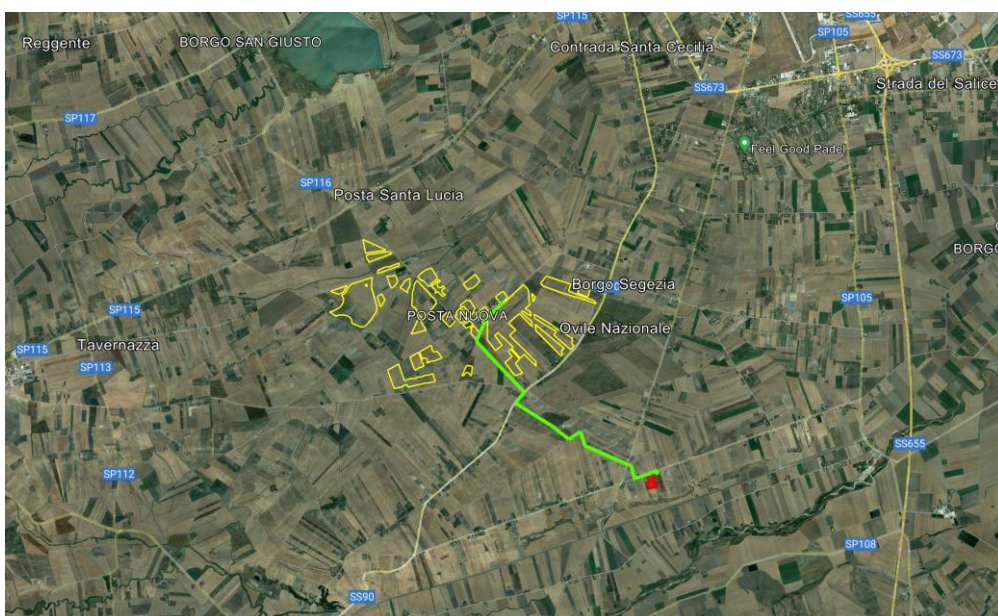 SP115
SS655
Reggente
BORGO SAN GIUSTO
Contrada Santa Cecilia
SP105
SS673
SS673
Strada del Salice
SP117
Feel Good Padel
SP116
Posta Santa Lucia
BORGO
Borgo Segezia
SP105
SP115
POSTA NUOVA
Ovile Nazionale
SP115
Tavernazza
SP113
SS655
SP112
SP108
SS90